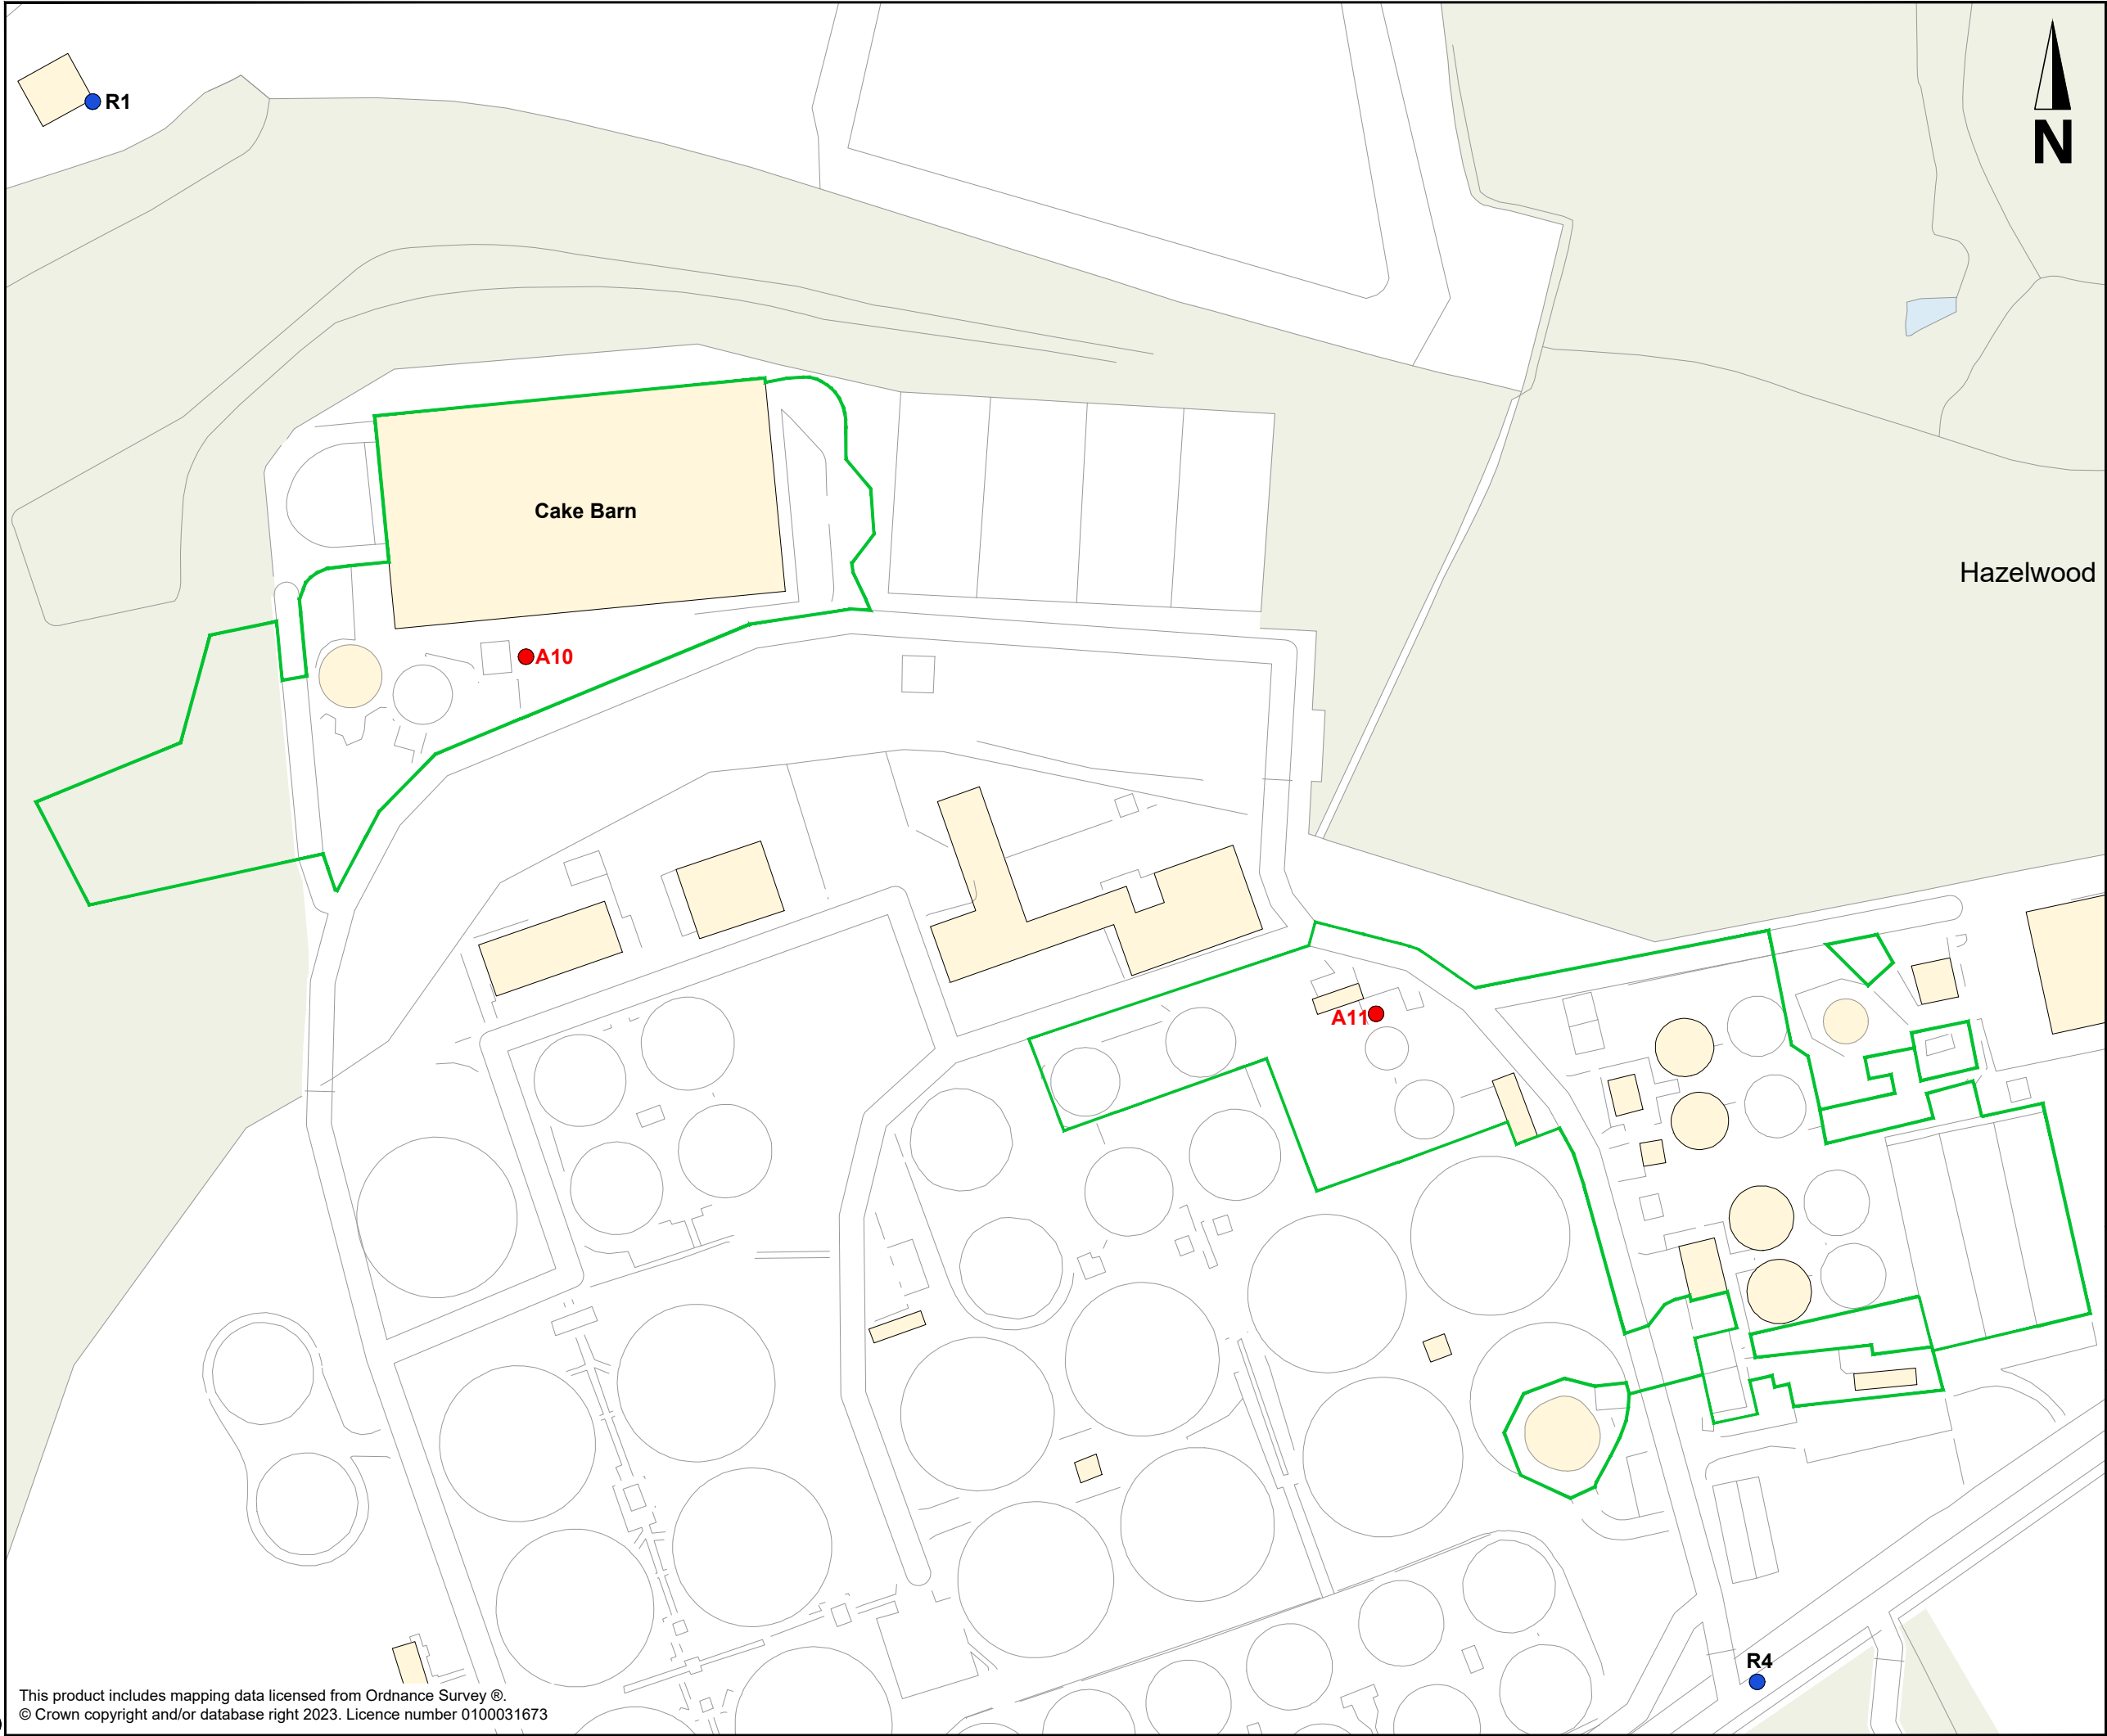 R1
N
Cake Barn
Hazelwood
A10
A11
R4
This product includes mapping data licensed from Ordnance Survey ®.
© Crown copyright and/or database right 2023. Licence number 0100031673